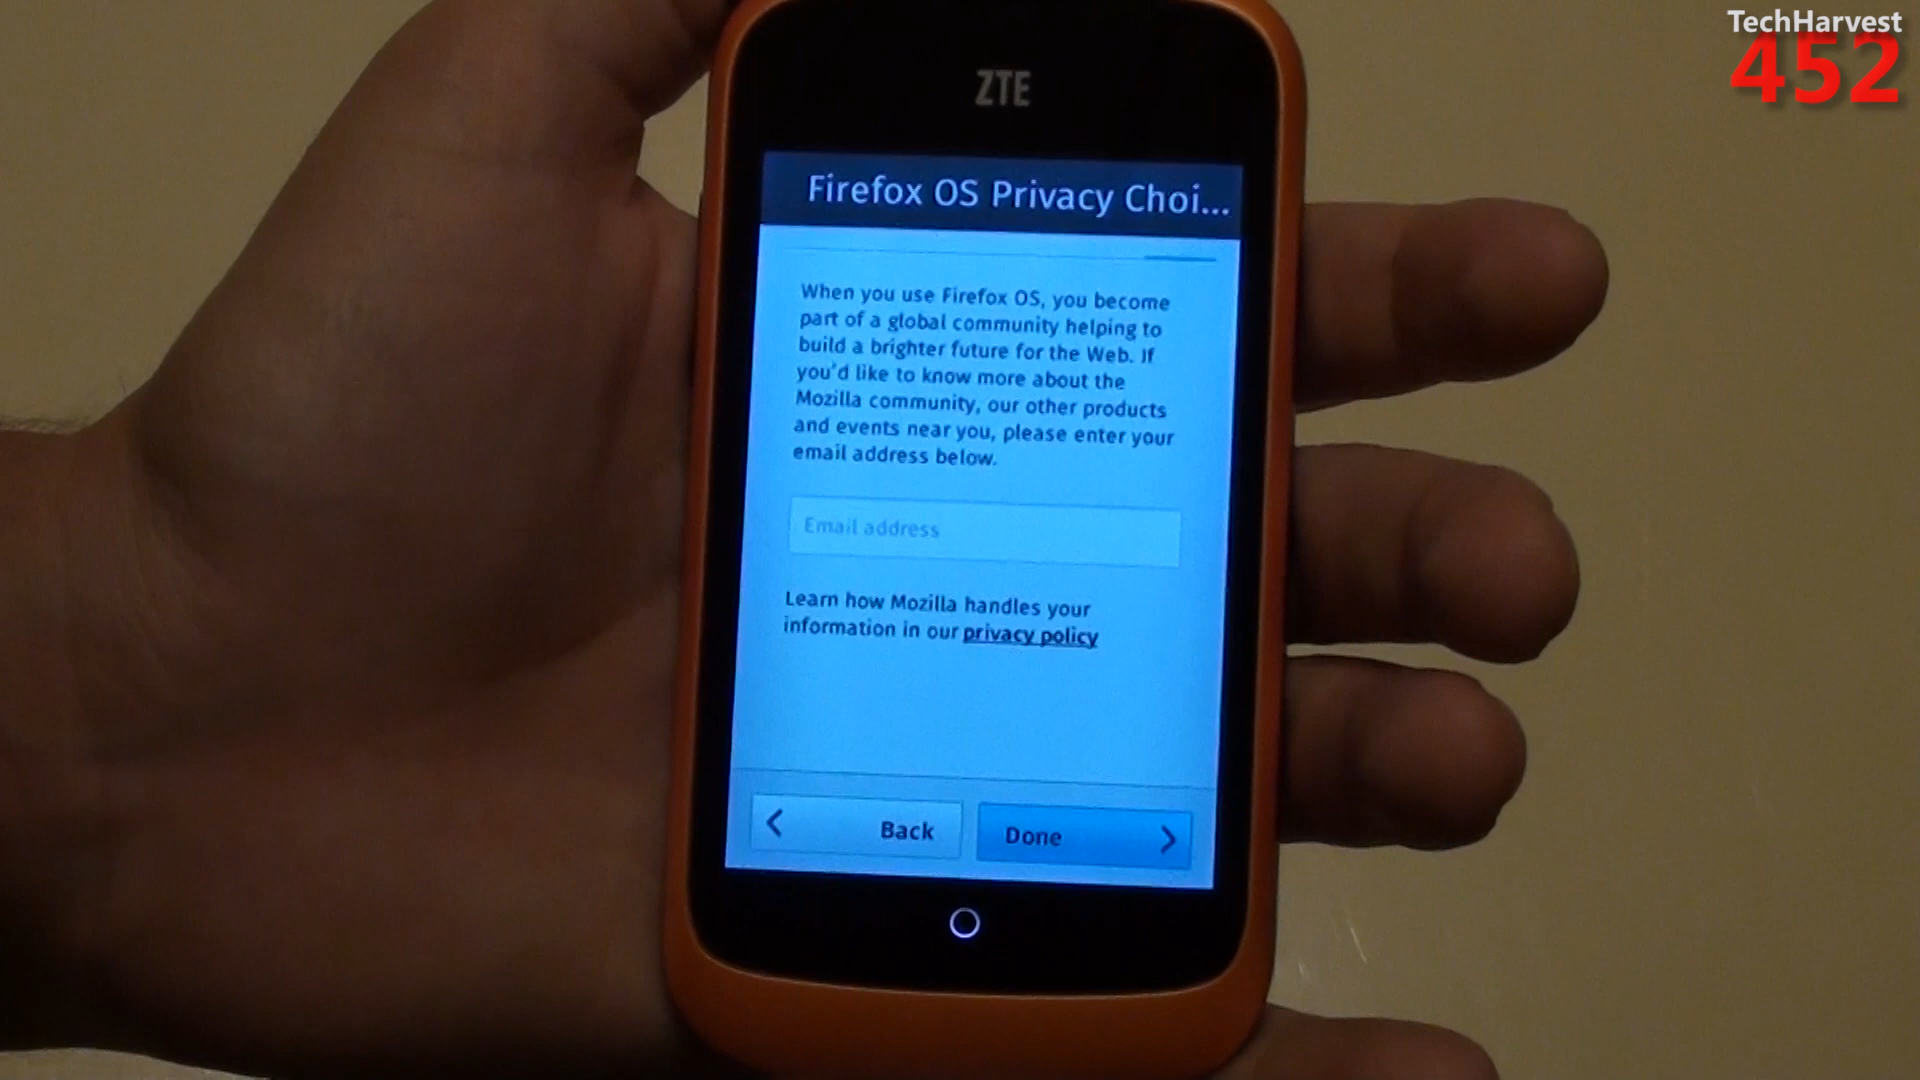 TechHarvest
452
ZTE
Firefox OS Privacy Choi...
When you use Firefox OS, you become
part of a global community helping to
build a brighter future for the Web. If
you'd like to know more about the
Mozilla community, our other products
and events near you, please enter your
email address below.
Email address
Learn how Mozilla handles your
information in our privacy policy
Back
Done